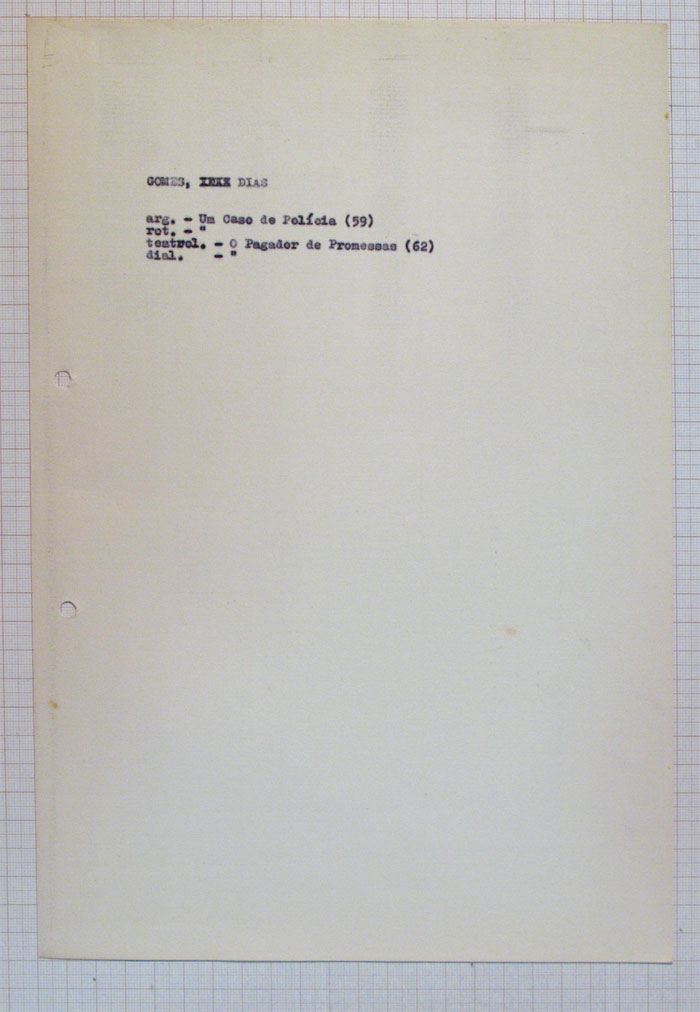 GOMES, DIAS
arg. - Um Caso de Polícia (59)
rot. - "
teatrol. - O Pagador de Promessas (62)
dial. - "